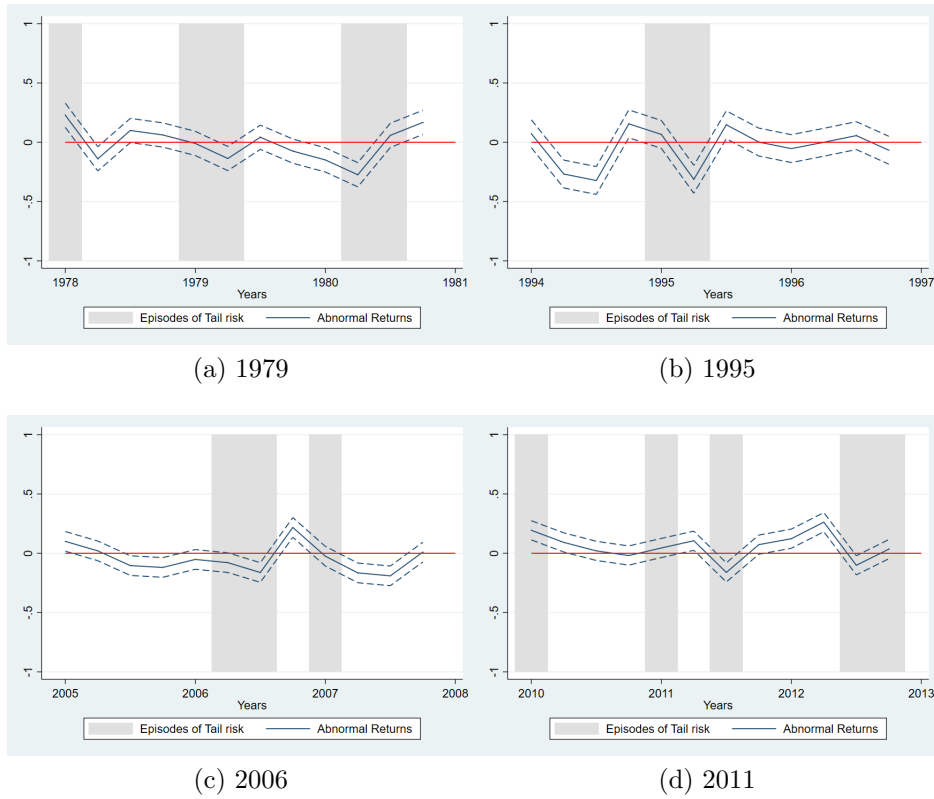 1
.5
0
-.5
-1
1978 1979 1980 1981
Years
Episodes of Tail risk Abnormal Returns
(a) 1979
1
.5
0
-.5
-1
1994 1995 1996 1997
Years
Episodes of Tail risk Abnormal Returns
(b) 1995
1
.5
0
-.5
-1
2005 2006 2007 2008
Years
Episodes of Tail risk Abnormal Returns
(c) 2006
1
.5
0
-.5
-1
2010 2011 2012 2013
Years
Episodes of Tail risk Abnormal Returns
(d) 2011